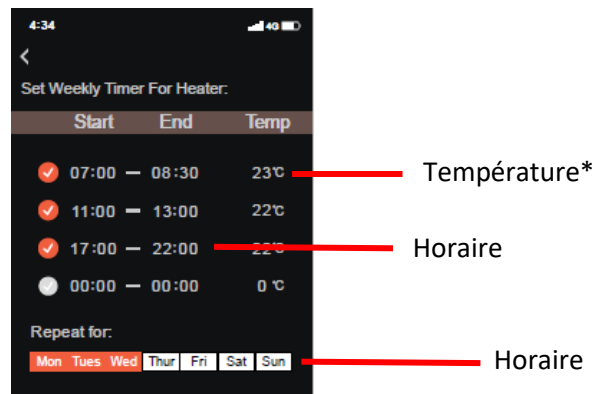 4:34 4G
Set Weekly Timer For Heater:
Start End Temp
07:00 — 08:30 23℃ Température*
11:00 — 13:00 22℃
17:00 — 22:00 22℃ Horaire
00:00 — 00:00 0 ℃
Repeat for:
Mon Tues Wed Thur Fri Sat Sun Horaire